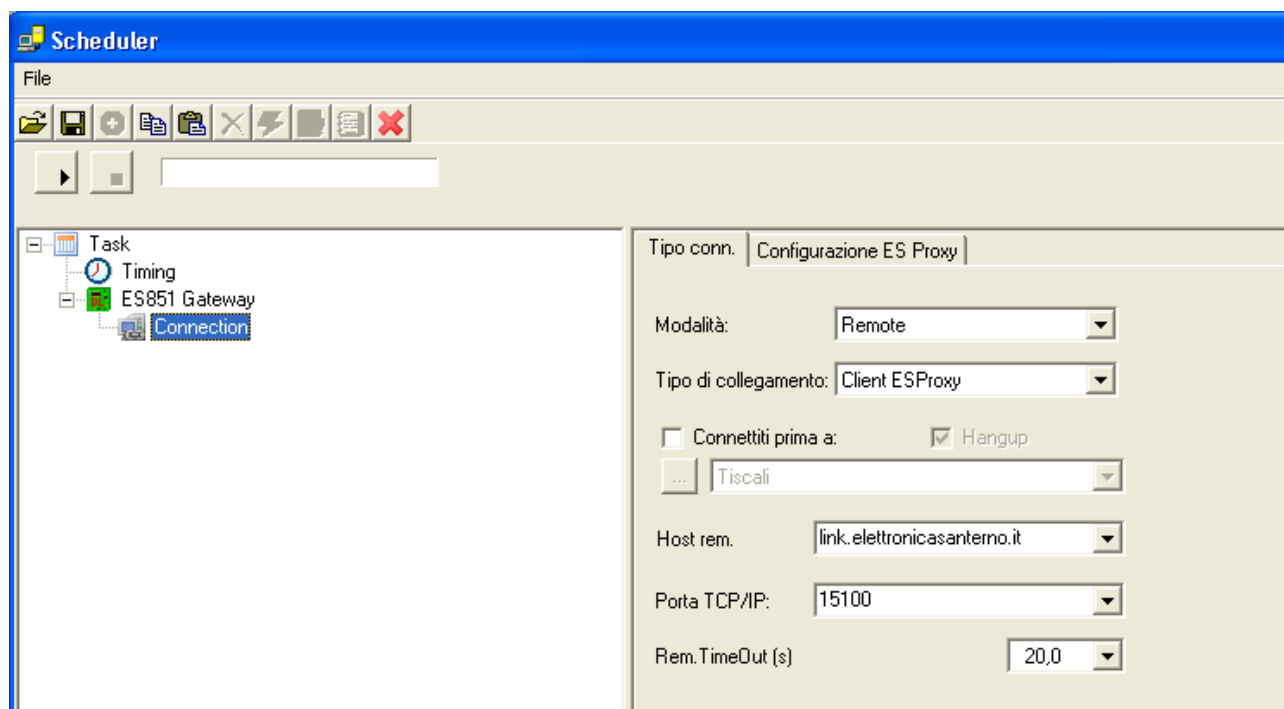 Scheduler
File
Task
Timing
ES851 Gateway
Connection
Tipo conn.
Configurazione ES Proxy
Modalità: Remote
Tipo di collegamento: Client ESProxy
Connettiti prima a: Hangup
... Tiscali
Host rem. link.elettronicasanterno.it
Porta TCP/IP: 15100
Rem.TimeOut (s) 20,0